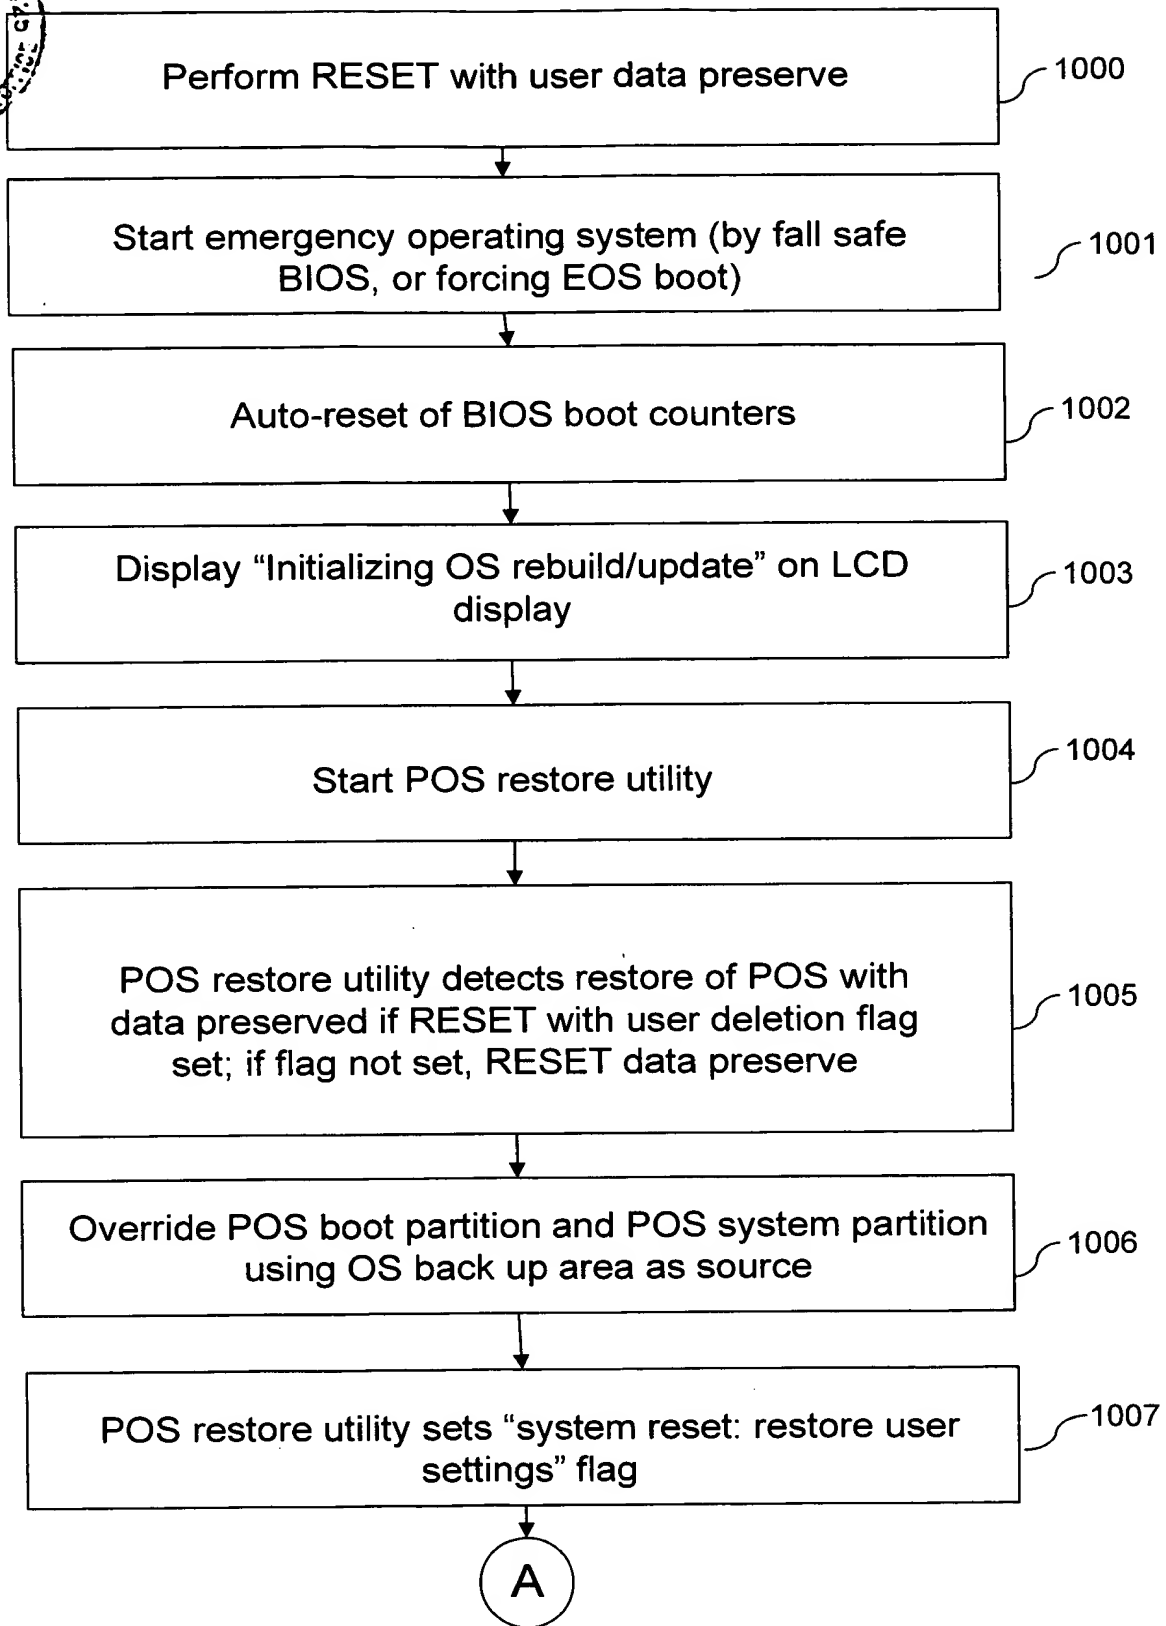 Perform RESET with user data preserve
1000
Start emergency operating system (by fall safe
BIOS, or forcing EOS boot)
1001
Auto-reset of BIOS boot counters
1002
Display “Initializing OS rebuild/update” on LCD
display
1003
Start POS restore utility
1004
POS restore utility detects restore of POS with
data preserved if RESET with user deletion flag
set; if flag not set, RESET data preserve
1005
Override POS boot partition and POS system partition
using OS back up area as source
1006
POS restore utility sets “system reset: restore user
settings” flag
1007
A